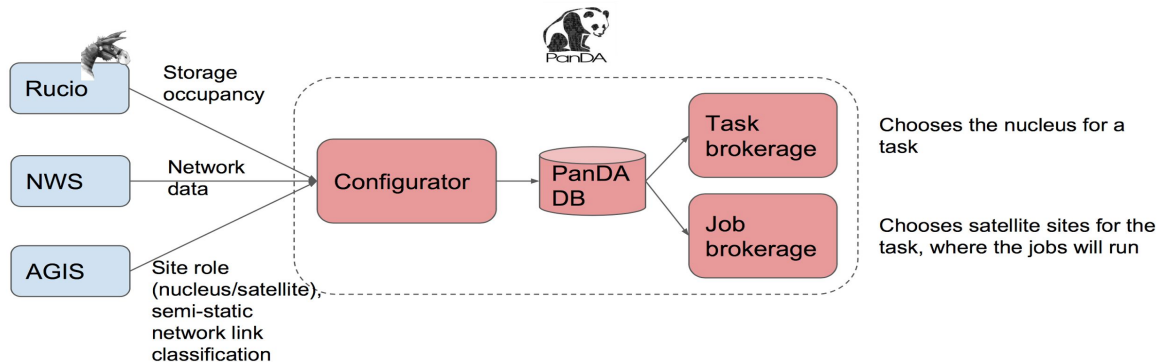 PanDA
Rucio
Storage
occupancy
NWS
Network
data
AGIS
Site role
(nucleus/satellite),
semi-static
network link
classification
Configurator
PanDA
DB
Task
brokerage
Chooses the nucleus for a
task
Job
brokerage
Chooses satellite sites for the
task, where the jobs will run